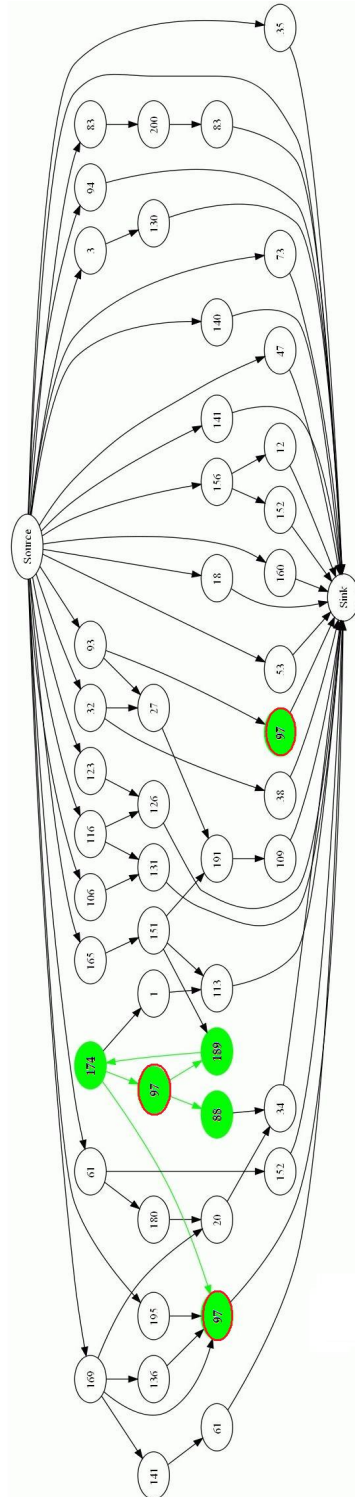 Source
169 61 174 165 106 116 123 32 93 3 94 83
141 136 195 180 97 1 151 131 126 27 130 200
61 97 20 88 189 113 191 18 156 141 140 83
152 34 109 38 97 53 160 152 12 47 73 35
Sink